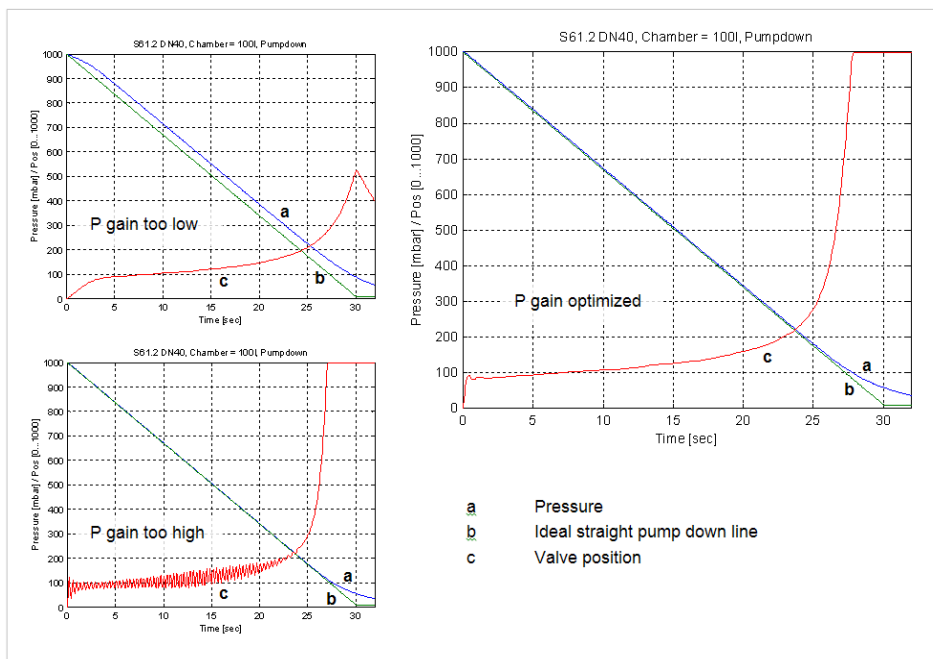 S61.2 DN40, Chamber = 100l, Pumpdown
1000
900
800
700
600
500
400
300
200
100
0
Pressure [mbar] / Pos [0...1000]
P gain too low
a
b
c
0 5 10 15 20 25 30
Time [sec]
S61.2 DN40, Chamber = 100l, Pumpdown
1000
900
800
700
600
500
400
300
200
100
0
Pressure [mbar] / Pos [0...1000]
P gain too high
a
b
c
0 5 10 15 20 25 30
Time [sec]
S61.2 DN40, Chamber = 100l, Pumpdown
1000
900
800
700
600
500
400
300
200
100
0
Pressure [mbar] / Pos [0...1000]
P gain optimized
c
a
b
0 5 10 15 20 25 30
Time [sec]
a Pressure
b Ideal straight pump down line
c Valve position